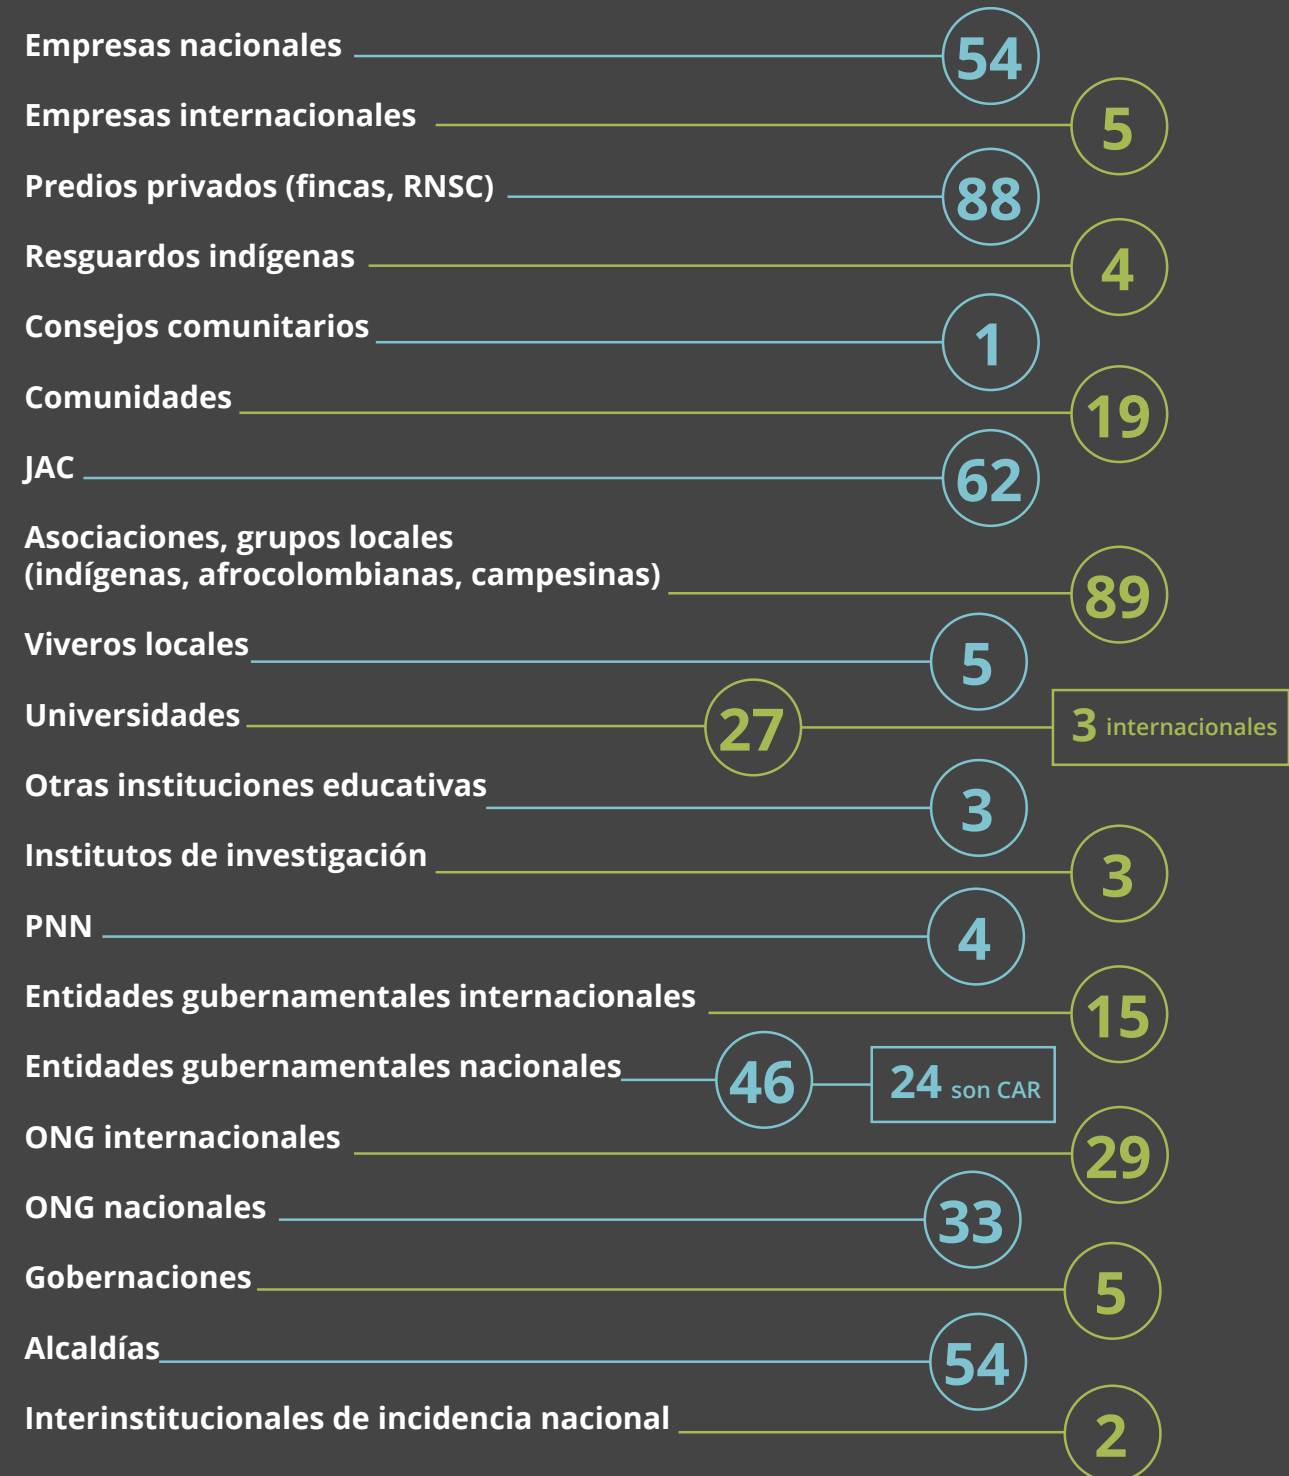 Empresas nacionales 54
Empresas internacionales 5
Predios privados (fincas, RNSC) 88
Resguardos indígenas 4
Consejos comunitarios 1
Comunidades 19
JAC 62
Asociaciones, grupos locales
(indígenas, afrocolombianas, campesinas) 89
Viveros locales 5
Universidades 27 3 internacionales
Otras instituciones educativas 3
Institutos de investigación 3
PNN 4
Entidades gubernamentales internacionales 15
Entidades gubernamentales nacionales 46 24 son CAR
ONG internacionales 29
ONG nacionales 33
Gobernaciones 5
Alcaldías 54
Interinstitucionales de incidencia nacional 2